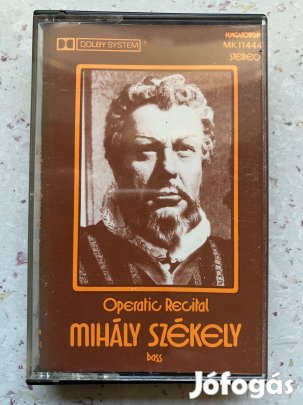 DOLBY SYSTEM
HUNGAROTON
MK 11444
STEREO
Operatic Recital
MIHÁLY SZÉKELY
bass
Jófogás